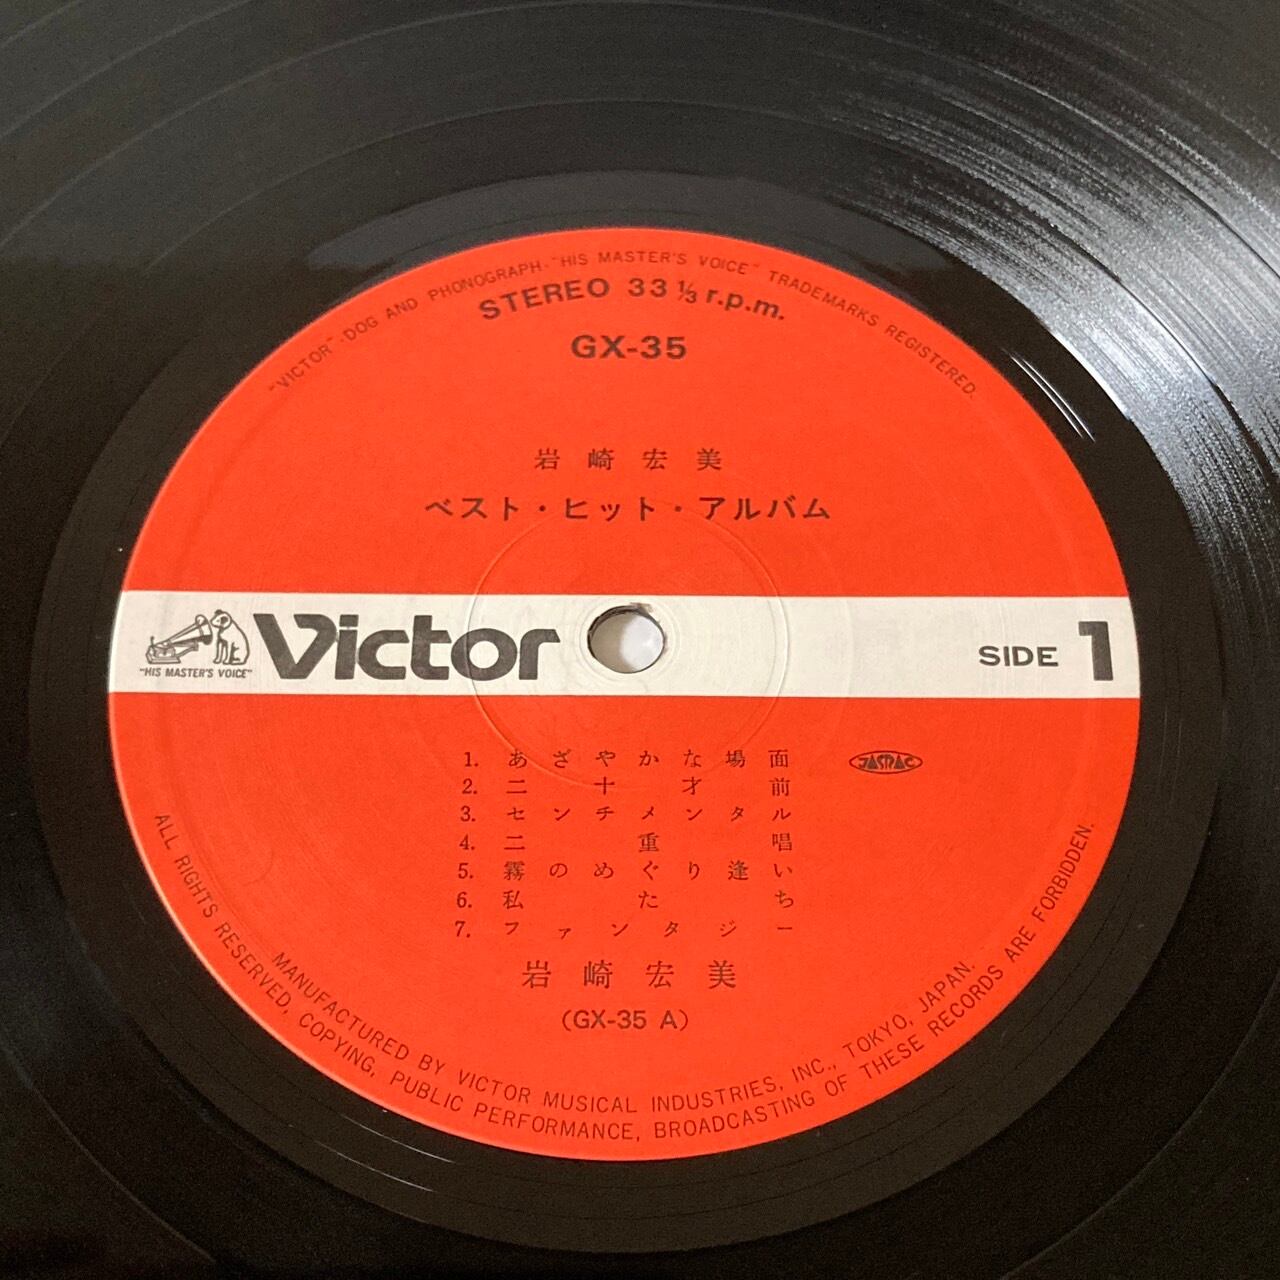 "VICTOR"-DOG AND PHONOGRAPH-"HIS MASTER'S VOICE" TRADEMARKS REGISTERED.
STEREO 33⅓ r.p.m.
GX-35
岩崎宏美
ベスト・ヒット・アルバム
"HIS MASTER'S VOICE"
Victor
SIDE 1
1. あざやかな場面
JASRAC
2. 二十才前
3. センチメンタル
4. 二重唱
5. 霧のめぐり逢い
6. 私たち
7. ファンタジー
岩崎宏美
(GX-35 A)
MANUFACTURED BY VICTOR MUSICAL INDUSTRIES, INC., TOKYO, JAPAN.
ALL RIGHTS RESERVED, COPYING, PUBLIC PERFORMANCE, BROADCASTING OF THESE RECORDS ARE FORBIDDEN.